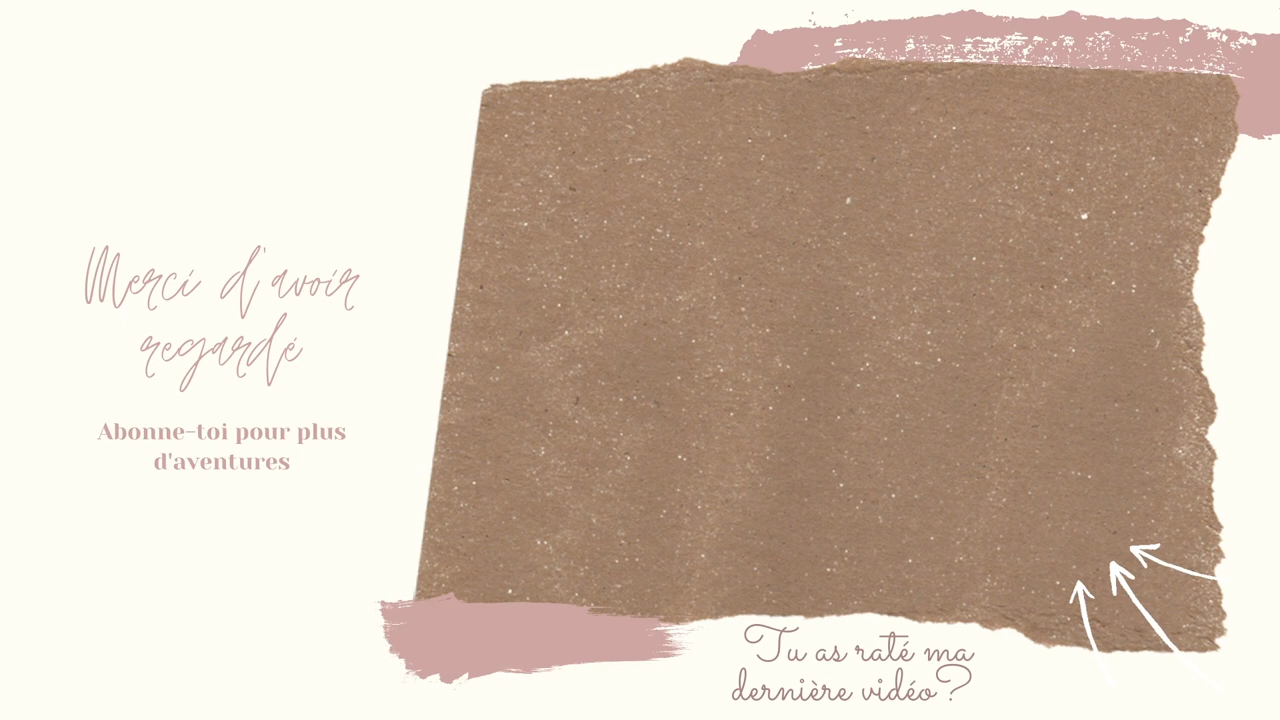 Merci d'avoir
regardé
Abonne-toi pour plus
d'aventures
Tu as raté ma
dernière vidéo?